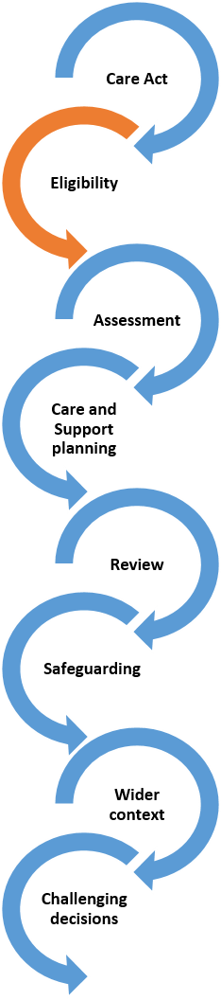 Care Act
Eligibility
Assessment
Care and
Support
planning
Review
Safeguarding
Wider
context
Challenging
decisions